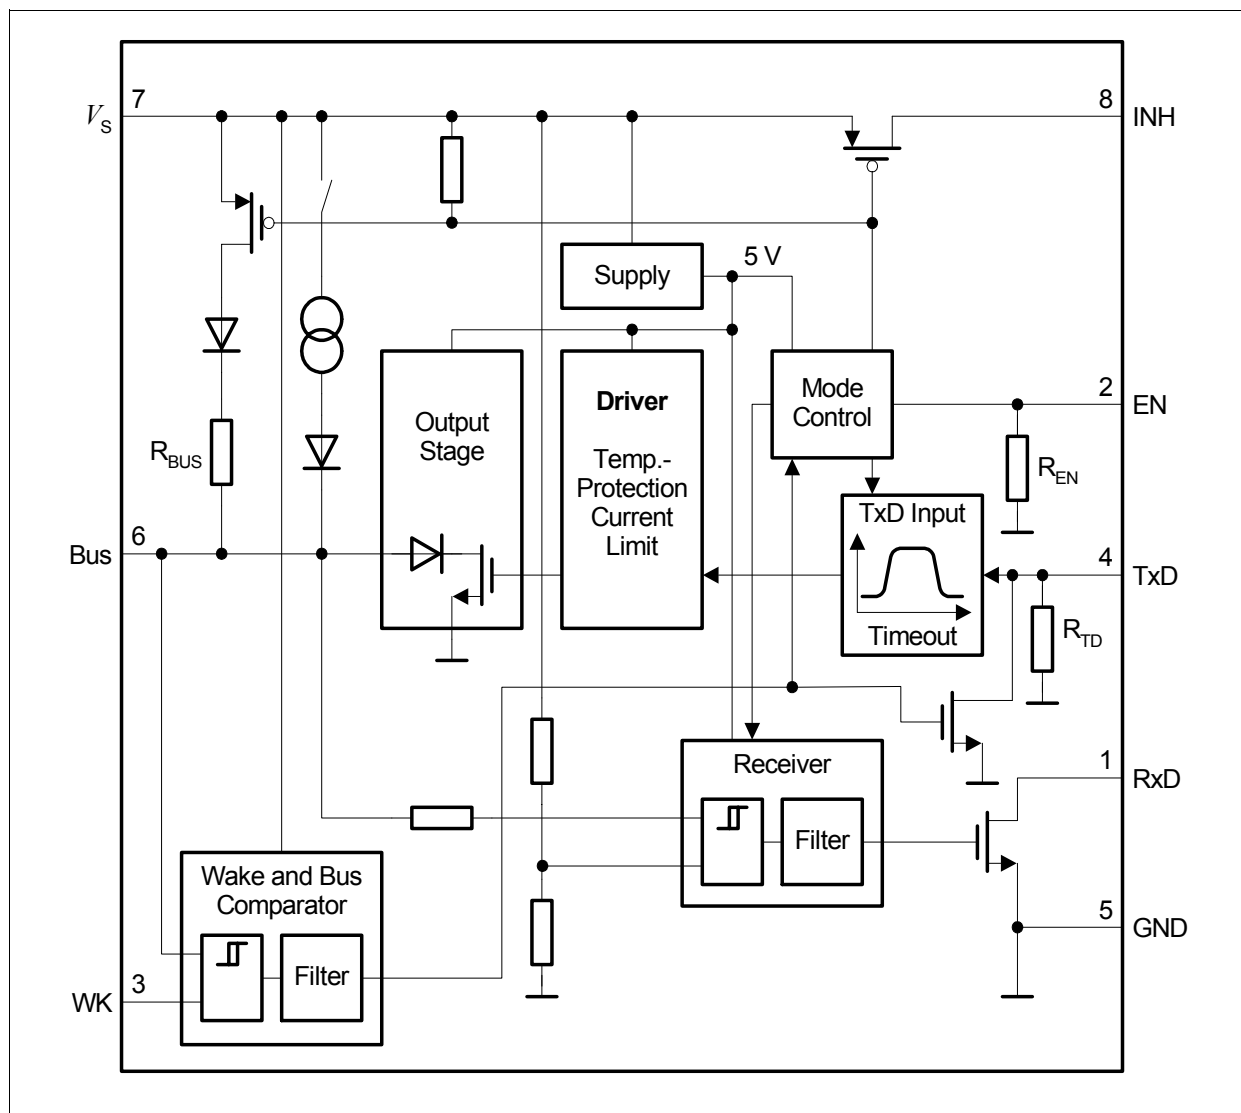 7
V_S
8
INH
5 V
Supply
Mode
Control
2
EN
Driver
Output
Stage
R_BUS
Temp.-
Protection
Current
Limit
R_EN
TxD Input
6
Bus
4
TxD
Timeout
R_TD
Receiver
1
RxD
Filter
Wake and Bus
Comparator
5
GND
Filter
3
WK